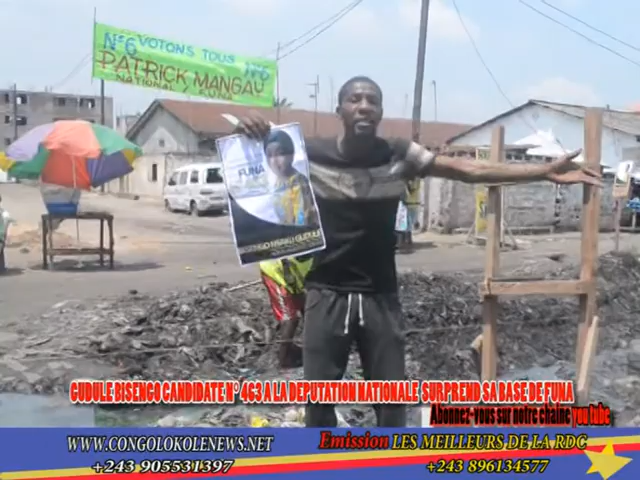 N°6 VOTONS TOUS N°6
PATRICK MANGAU
NATIONAL
FUNA
GUDULE BISENGO CANDIDATE N° 463 A LA DEPUTATION NATIONALE SURPREND SA BASE DE FUNA
Abonnez-vous sur notre chaine you tube
WWW.CONGOLOKOLENEWS.NET
Emission LES MEILLEURS DE LA RDC
+243 905531397
+243 896134577